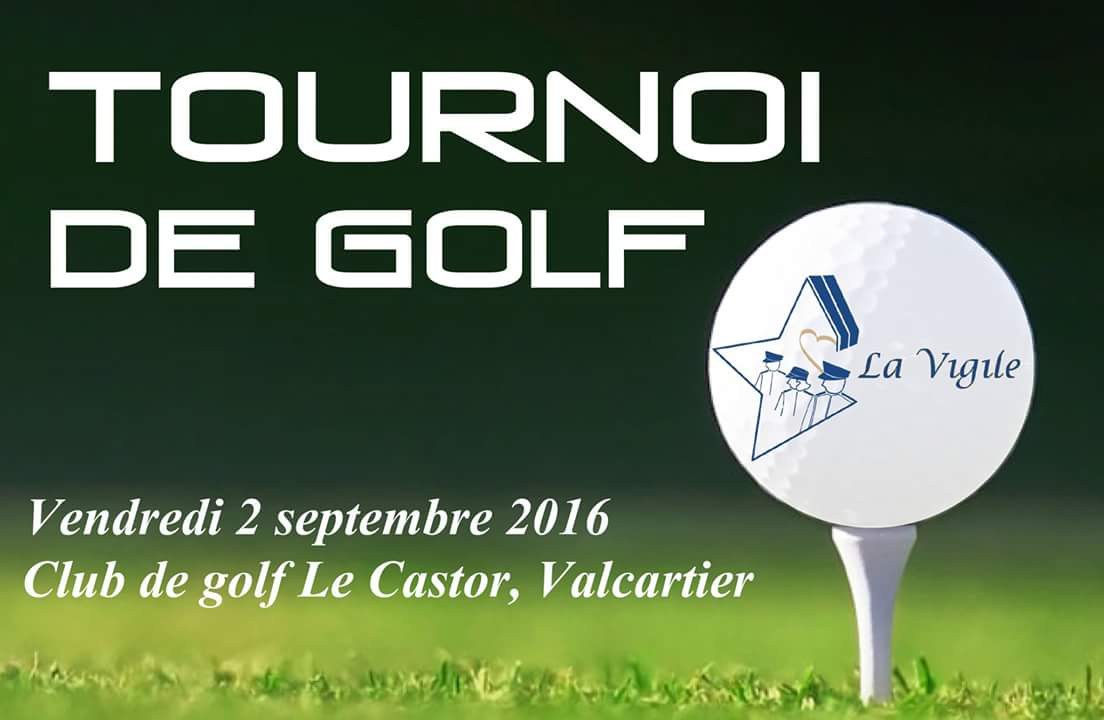 TOURNOI
DE GOLF
La Vigile
Vendredi 2 septembre 2016
Club de golf Le Castor, Valcartier